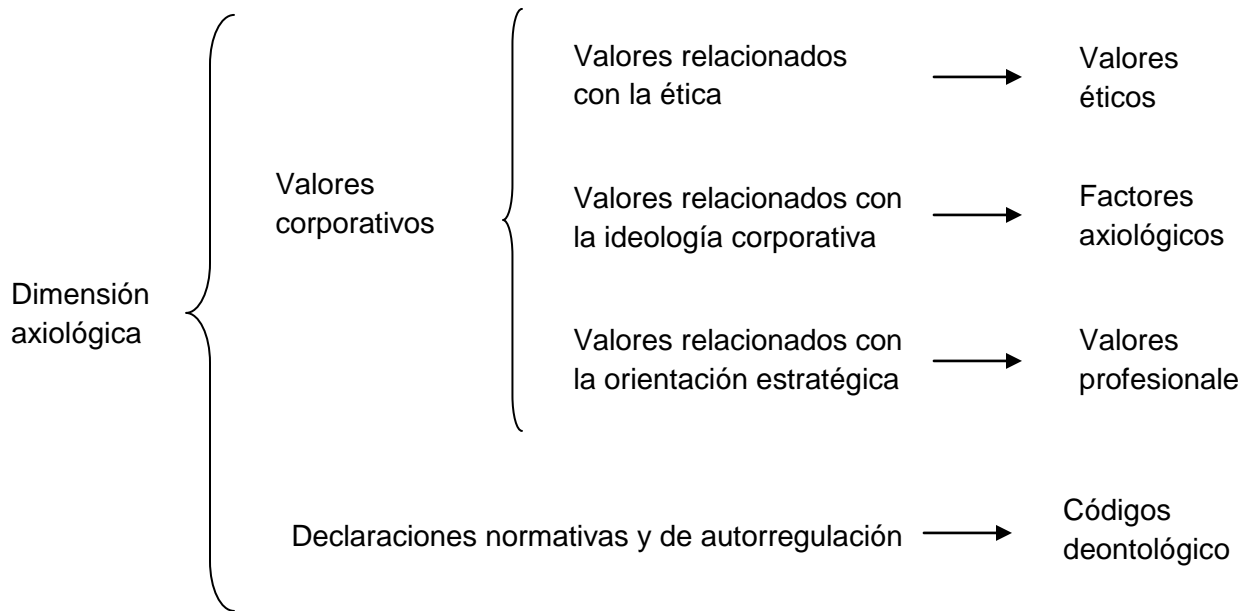 Valores relacionados
con la ética
Valores
éticos
Valores
corporativos
Valores relacionados con
la ideología corporativa
Factores
axiológicos
Dimensión
axiológica
Valores relacionados con
la orientación estratégica
Valores
profesionale
Declaraciones normativas y de autorregulación
Códigos
deontológico